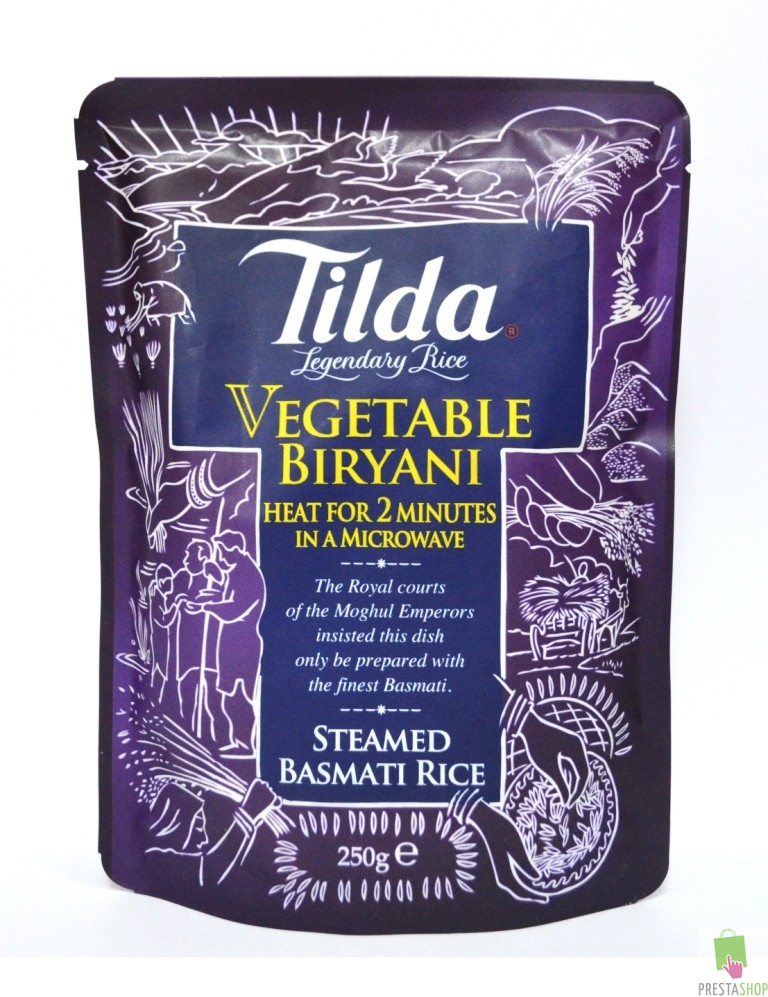 Tilda®
Legendary Rice
VEGETABLE
BIRYANI
HEAT FOR 2 MINUTES
IN A MICROWAVE
The Royal courts
of the Moghul Emperors
insisted this dish
only be prepared with
the finest Basmati.
STEAMED
BASMATI RICE
250g ℮
PRESTASHOP